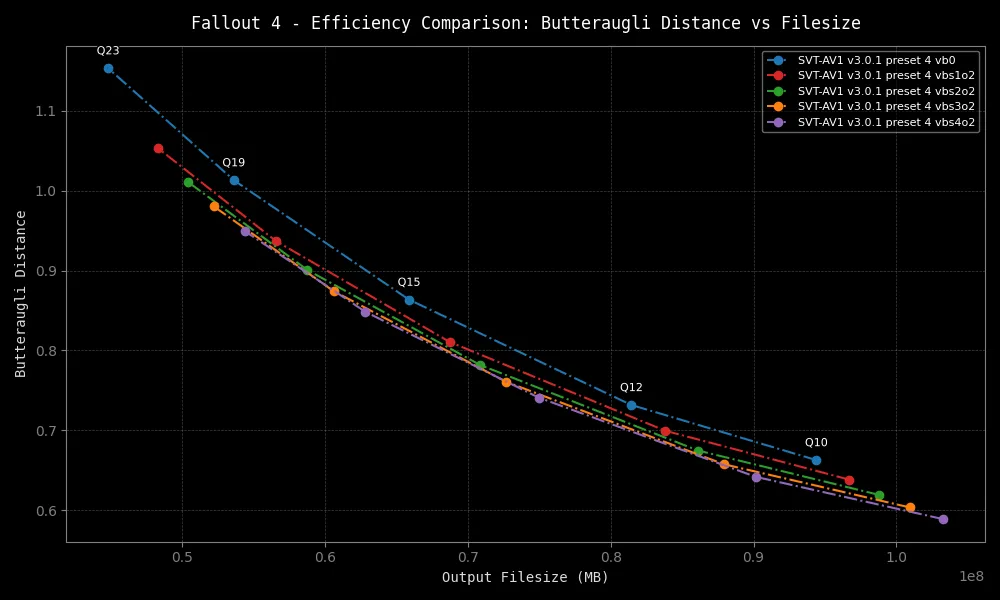 Fallout 4 - Efficiency Comparison: Butteraugli Distance vs Filesize
Q23
Q19
Q15
Q12
Q10
SVT-AV1 v3.0.1 preset 4 vb0
SVT-AV1 v3.0.1 preset 4 vbs1o2
SVT-AV1 v3.0.1 preset 4 vbs2o2
SVT-AV1 v3.0.1 preset 4 vbs3o2
SVT-AV1 v3.0.1 preset 4 vbs4o2
Butteraugli Distance
1.1
1.0
0.9
0.8
0.7
0.6
0.5 0.6 0.7 0.8 0.9 1.0
1e8
Output Filesize (MB)